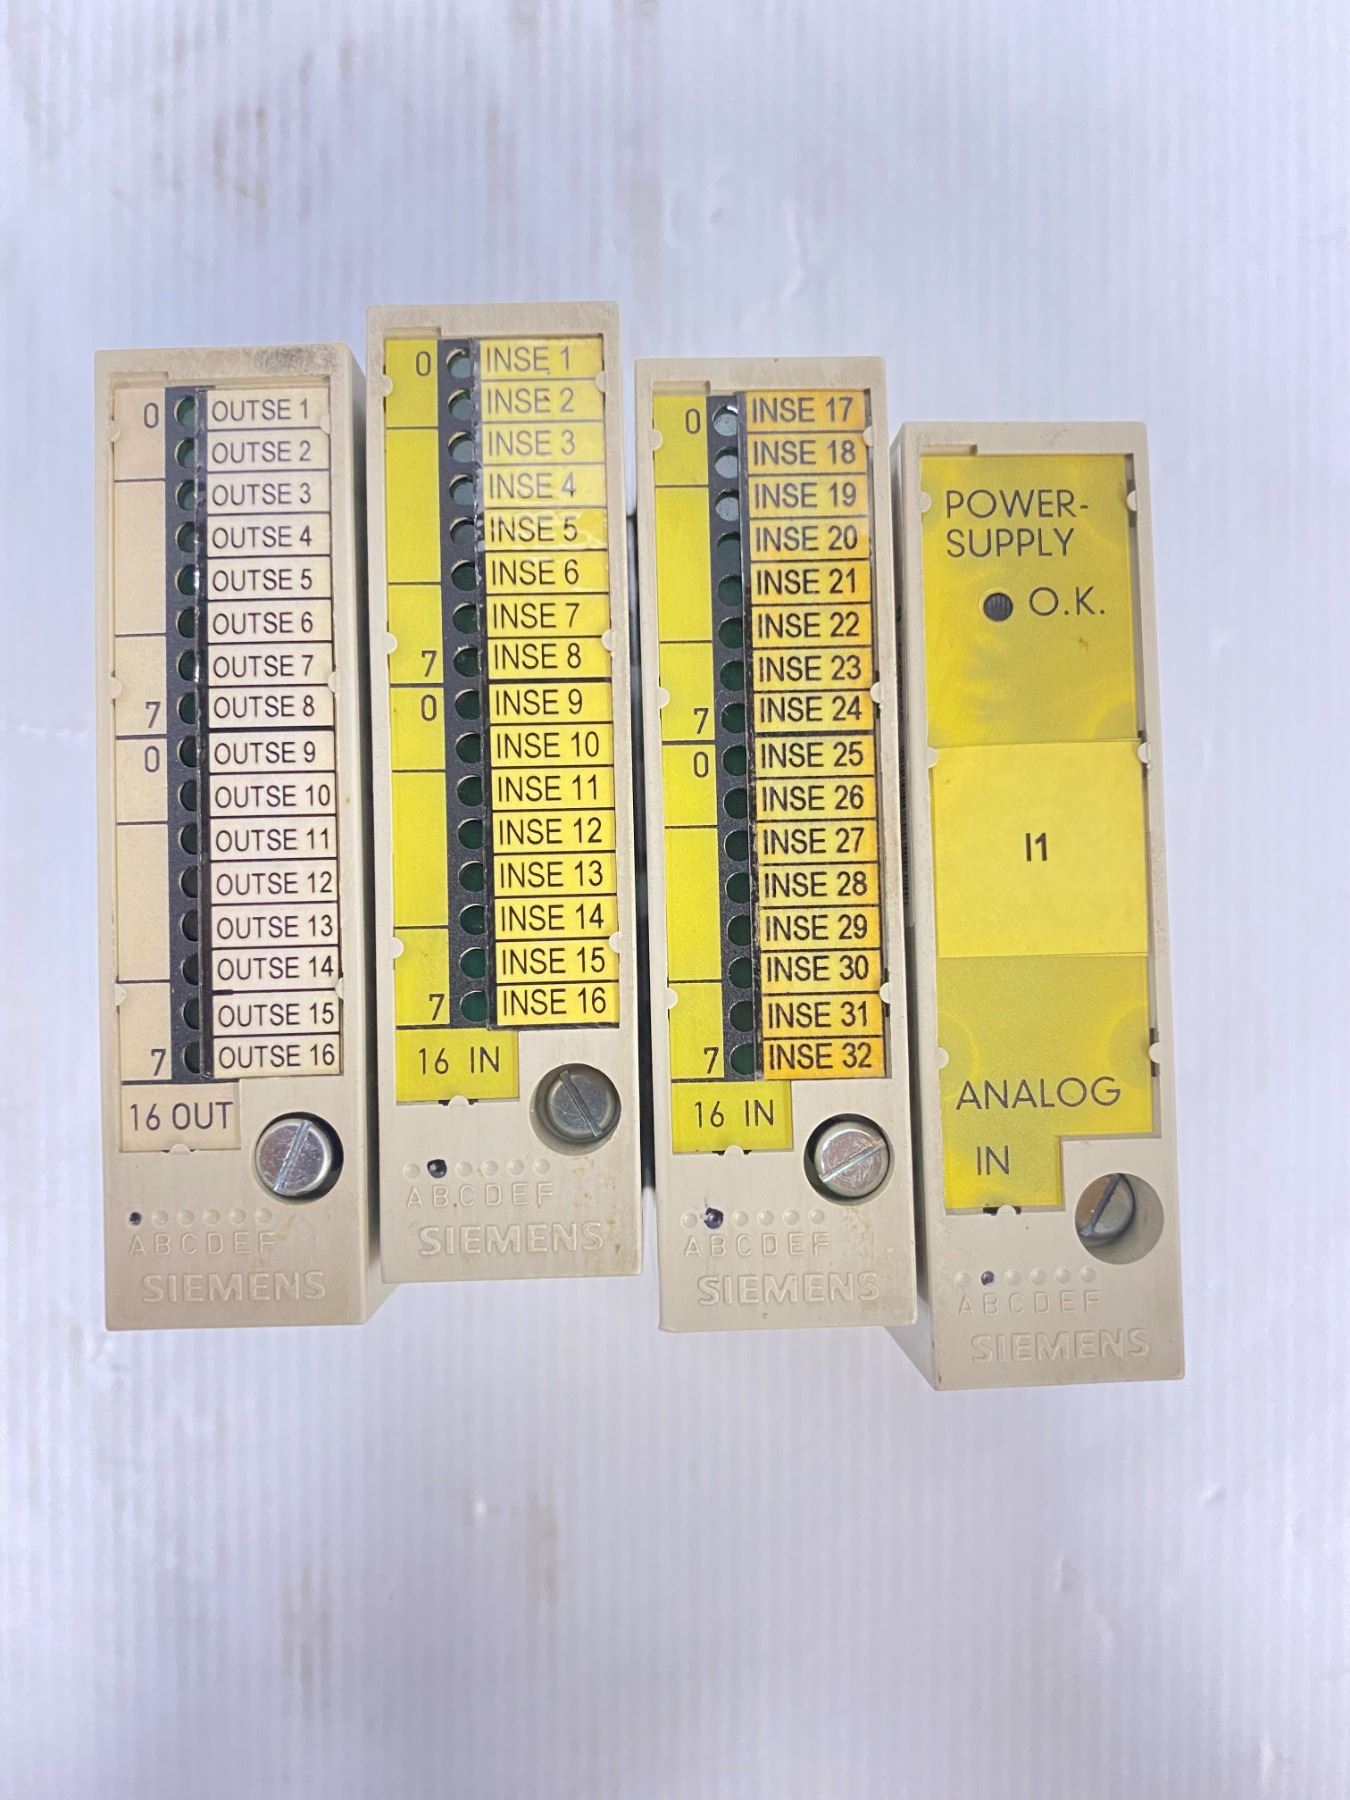 0
OUTSE 1
OUTSE 2
OUTSE 3
OUTSE 4
OUTSE 5
OUTSE 6
OUTSE 7
7
OUTSE 8
0
OUTSE 9
OUTSE 10
OUTSE 11
OUTSE 12
OUTSE 13
OUTSE 14
OUTSE 15
7
OUTSE 16
16 OUT
ABCDEF
SIEMENS
0
INSE 1
INSE 2
INSE 3
INSE 4
INSE 5
INSE 6
INSE 7
7
INSE 8
0
INSE 9
INSE 10
INSE 11
INSE 12
INSE 13
INSE 14
INSE 15
7
INSE 16
16 IN
ABCDEF
SIEMENS
0
INSE 17
INSE 18
INSE 19
INSE 20
INSE 21
INSE 22
INSE 23
7
INSE 24
0
INSE 25
INSE 26
INSE 27
INSE 28
INSE 29
INSE 30
INSE 31
7
INSE 32
16 IN
ABCDEF
SIEMENS
POWER-
SUPPLY
O.K.
I1
ANALOG
IN
ABCDEF
SIEMENS